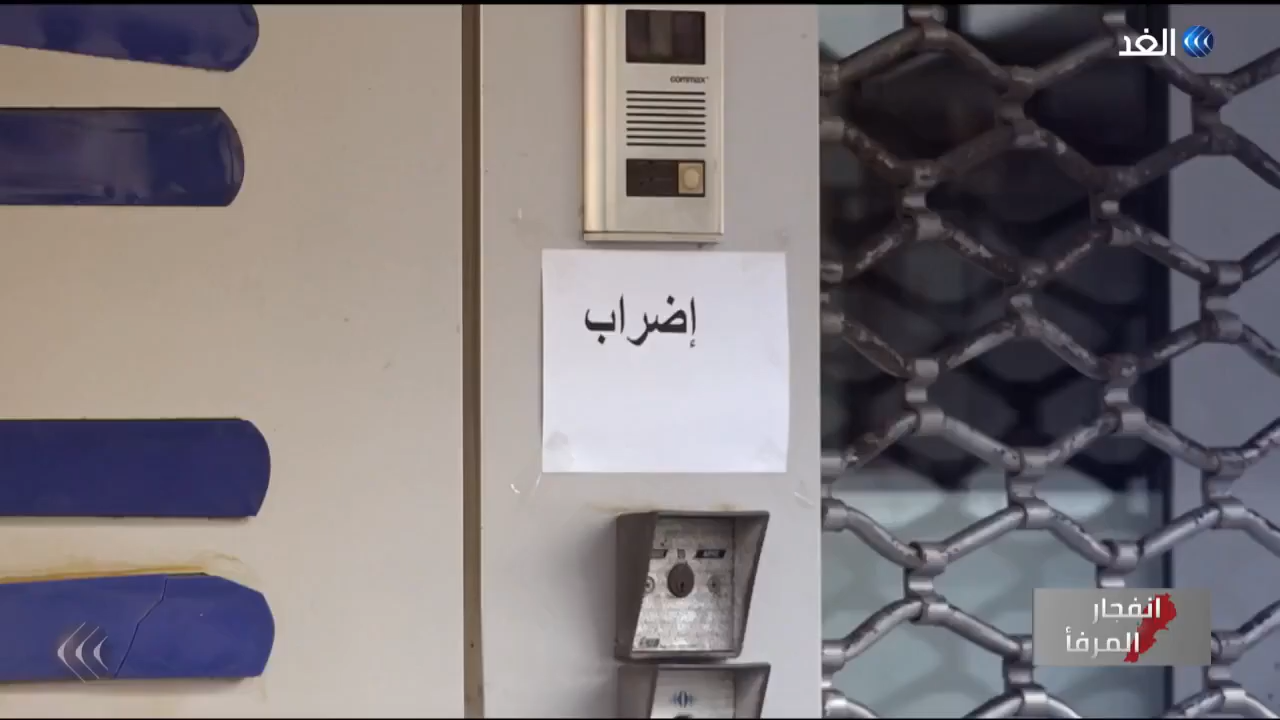 الغد
commax
إضراب
انفجار
المرفأ